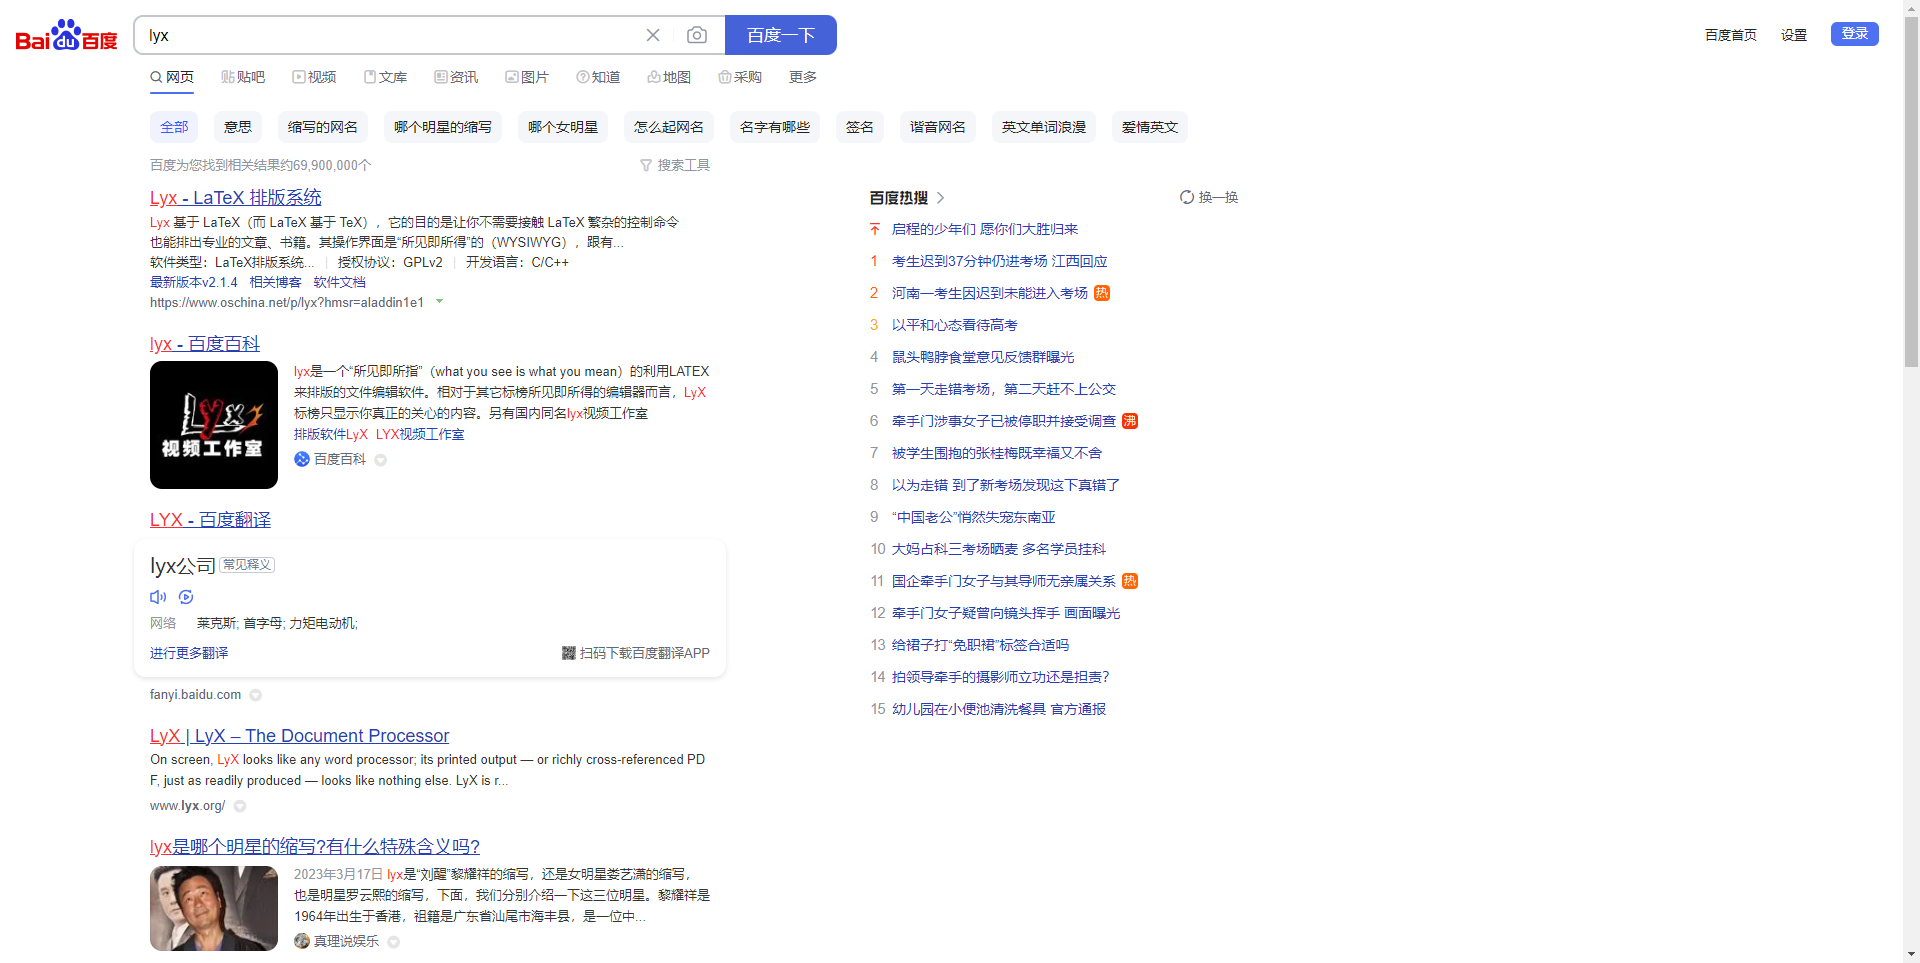 Baidu百度
lyx
百度一下
百度首页 设置 登录
网页 贴吧 视频 文库 资讯 图片 知道 地图 采购 更多
全部 意思 缩写的网名 哪个明星的缩写 哪个女明星 怎么起网名 名字有哪些 签名 谐音网名 英文单词浪漫 爱情英文
百度为您找到相关结果约69,900,000个 搜索工具
Lyx - LaTeX 排版系统
Lyx 基于 LaTeX（而 LaTeX 基于 TeX），它的目的是让你不需要接触 LaTeX 繁杂的控制命令
也能排出专业的文章、书籍。其操作界面是“所见即所得”的（WYSIWYG），跟有...
软件类型：LaTeX排版系统... 授权协议：GPLv2 开发语言：C/C++
最新版本v2.1.4 相关博客 软件文档
https://www.oschina.net/p/lyx?hmsr=aladdin1e1
lyx - 百度百科
Lyx
视频工作室
lyx是一个“所见即所指”（what you see is what you mean）的利用LATEX
来排版的文件编辑软件。相对于其它标榜所见即所得的编辑器而言，LyX
标榜只显示你真正的关心的内容。另有国内同名lyx视频工作室
排版软件LyX LYX视频工作室
百度百科
LYX - 百度翻译
lyx公司 常见释义
网络 莱克斯; 首字母; 力矩电动机;
进行更多翻译 扫码下载百度翻译APP
fanyi.baidu.com
LyX | LyX – The Document Processor
On screen, LyX looks like any word processor; its printed output — or richly cross-referenced PD
F, just as readily produced — looks like nothing else. LyX is r...
www.lyx.org/
lyx是哪个明星的缩写?有什么特殊含义吗?
2023年3月17日 lyx是“刘醒”黎耀祥的缩写，还是女明星娄艺潇的缩写，
也是明星罗云熙的缩写，下面，我们分别介绍一下这三位明星。黎耀祥是
1964年出生于香港，祖籍是广东省汕尾市海丰县，是一位中...
真理说娱乐
百度热搜 换一换
启程的少年们 愿你们大胜归来
1 考生迟到37分钟仍进考场 江西回应
2 河南一考生因迟到未能进入考场 热
3 以平和心态看待高考
4 鼠头鸭脖食堂意见反馈群曝光
5 第一天走错考场，第二天赶不上公交
6 牵手门涉事女子已被停职并接受调查 沸
7 被学生围抱的张桂梅既幸福又不舍
8 以为走错 到了新考场发现这下真错了
9 “中国老公”悄然失宠东南亚
10 大妈占科三考场晒麦 多名学员挂科
11 国企牵手门女子与其导师无亲属关系 热
12 牵手门女子疑曾向镜头挥手 画面曝光
13 给裙子打“免职裙”标签合适吗
14 拍领导牵手的摄影师立功还是担责?
15 幼儿园在小便池清洗餐具 官方通报